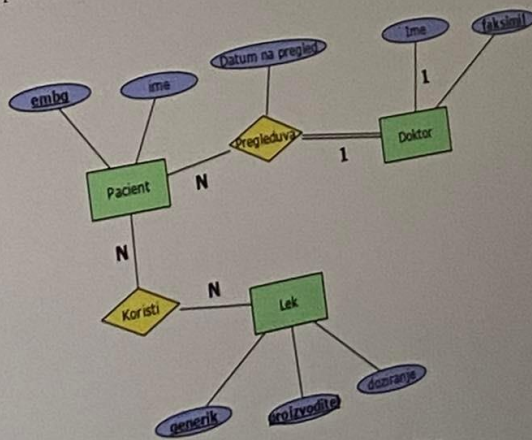 Datum na pregled
Ime
faksimil
embg
ime
1
Pregleduva
Doktor
1
Pacient
N
N
N
Koristi
Lek
doziranje
generik
proizvoditel